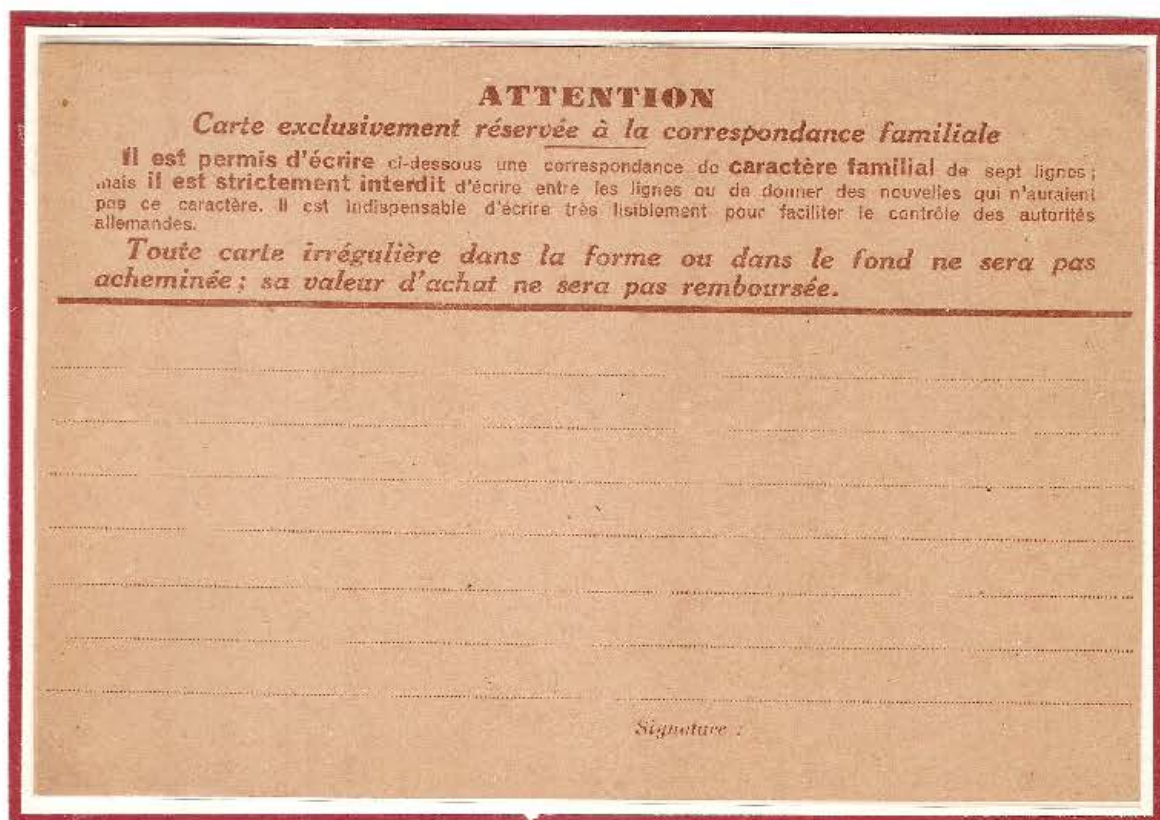 ATTENTION
Carte exclusivement réservée à la correspondance familiale
Il est permis d'écrire ci-dessous une correspondance de caractère familial de sept lignes ;
mais il est strictement interdit d'écrire entre les lignes ou de donner des nouvelles qui n'auraient
pas ce caractère. Il est indispensable d'écrire très lisiblement pour faciliter le contrôle des autorités
allemandes.
Toute carte irrégulière dans la forme ou dans le fond ne sera pas
acheminée ; sa valeur d'achat ne sera pas remboursée.
Signature :